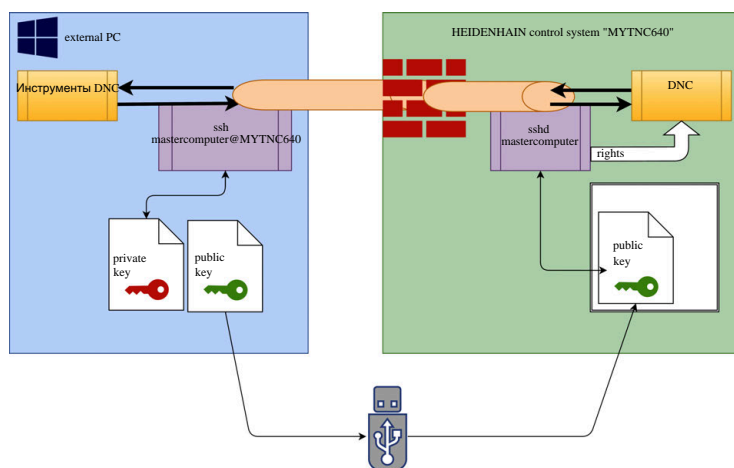 external PC
HEIDENHAIN control system "MYTNC640"
Инструменты DNC
DNC
ssh
mastercomputer@MYTNC640
sshd
mastercomputer
rights
private
key
public
key
public
key